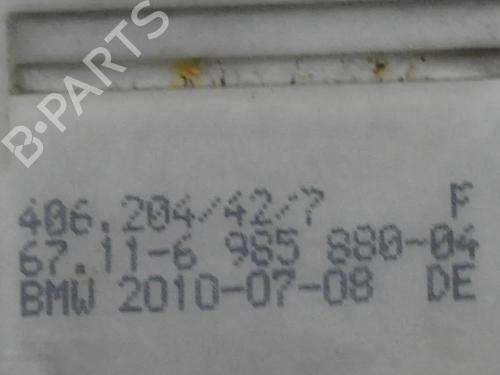 B-PARTS
406.204/42/7 F
67.11-6 985 880-04
BMW 2010-07-08 DE